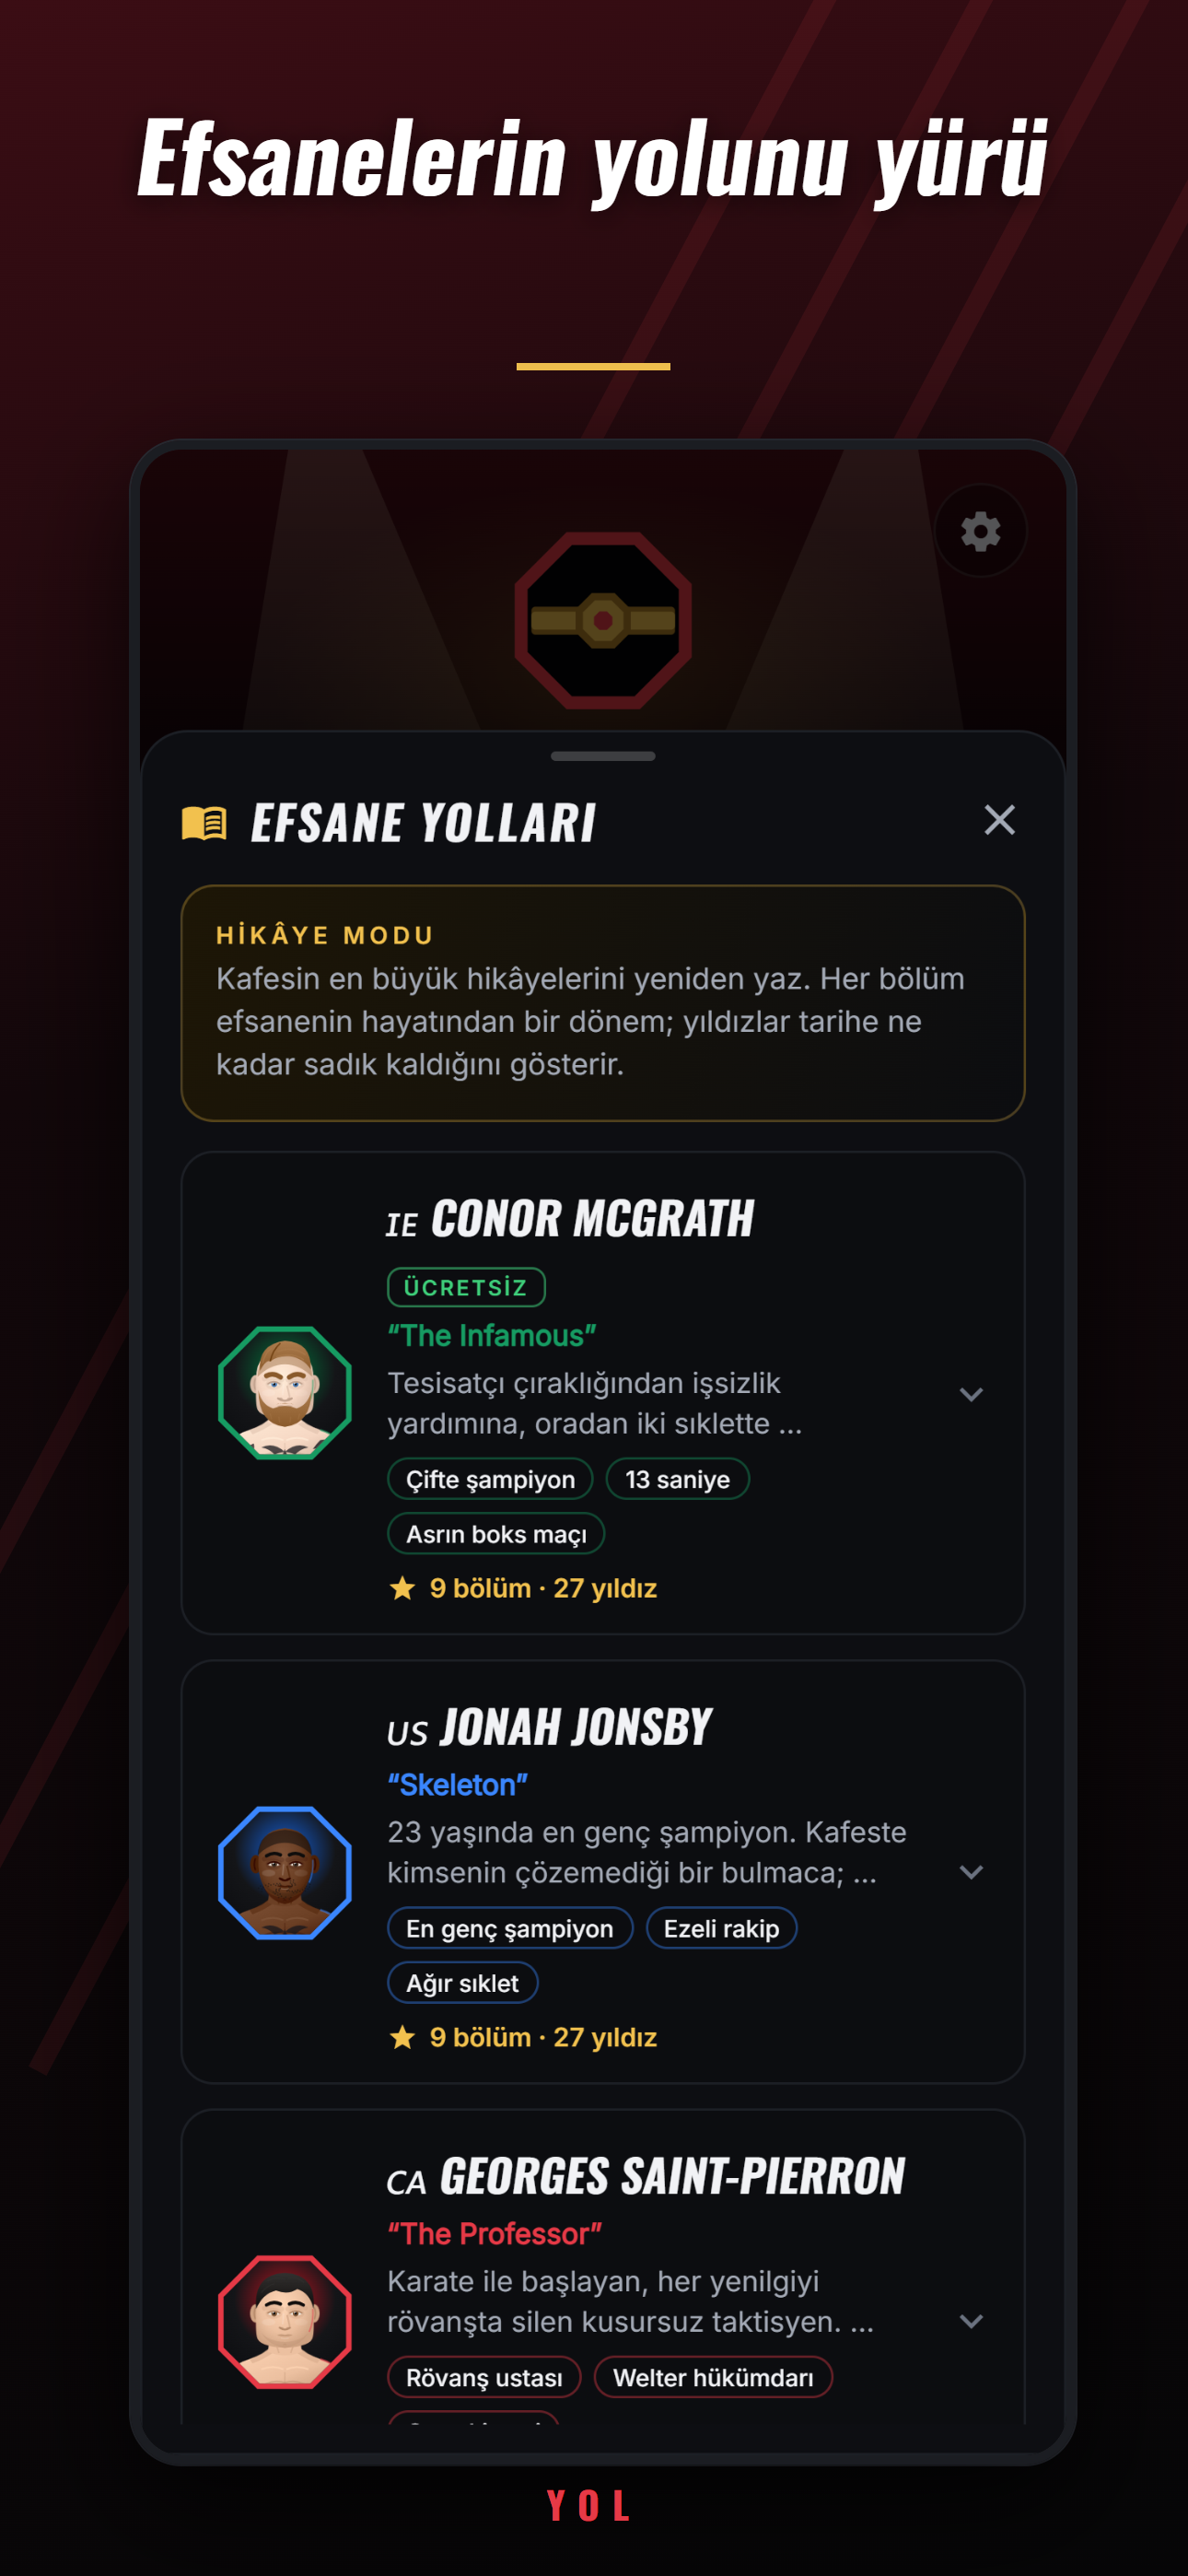 Efsanelerin yolunu yürü
EFSANE YOLLARI
HİKÂYE MODU
Kafesin en büyük hikâyelerini yeniden yaz. Her bölüm
efsanenin hayatından bir dönem; yıldızlar tarihe ne
kadar sadık kaldığını gösterir.
IE CONOR MCGRATH
ÜCRETSİZ
“The Infamous”
Tesisatçı çıraklığından işsizlik
yardımına, oradan iki sıklette ...
Çifte şampiyon 13 saniye
Asrın boks maçı
9 bölüm · 27 yıldız
US JONAH JONSBY
“Skeleton”
23 yaşında en genç şampiyon. Kafeste
kimsenin çözemediği bir bulmaca; ...
En genç şampiyon Ezeli rakip
Ağır sıklet
9 bölüm · 27 yıldız
CA GEORGES SAINT-PIERRON
“The Professor”
Karate ile başlayan, her yenilgiyi
rövanşta silen kusursuz taktisyen. ...
Rövanş ustası Welter hükümdarı
YOL